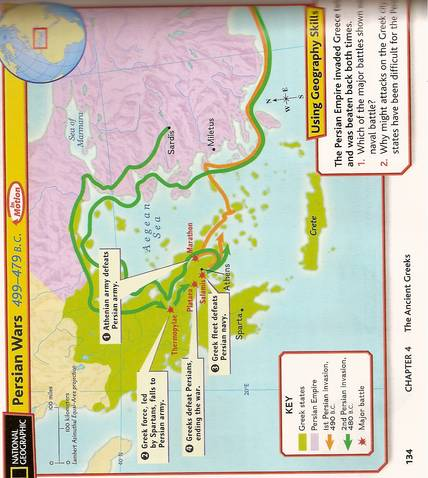 NATIONAL
GEOGRAPHIC
Persian Wars 499–479 B.C.
In Motion
100 miles
100 kilometers
Lambert Azimuthal Equal-Area projection
40°N
20°E
Sea of
Marmara
Aegean
Sea
Sardis
Miletus
Marathon
Athens
Plataea
Salamis
Thermopylae
Sparta
Crete
1 Athenian army defeats
Persian army.
2 Greek force, led
by Spartans, falls to
Persian army.
3 Greek fleet defeats
Persian navy.
4 Greeks defeat Persians,
ending the war.
N
W E
S
KEY
Greek states
Persian Empire
1st Persian invasion,
490 B.C.
2nd Persian invasion,
480 B.C.
Major battle
Using Geography Skills
The Persian Empire invaded Greece
and was beaten back both times.
1. Which of the major battles shown
naval battle?
2. Why might attacks on the Greek
states have been difficult for the
134 CHAPTER 4 The Ancient Greeks